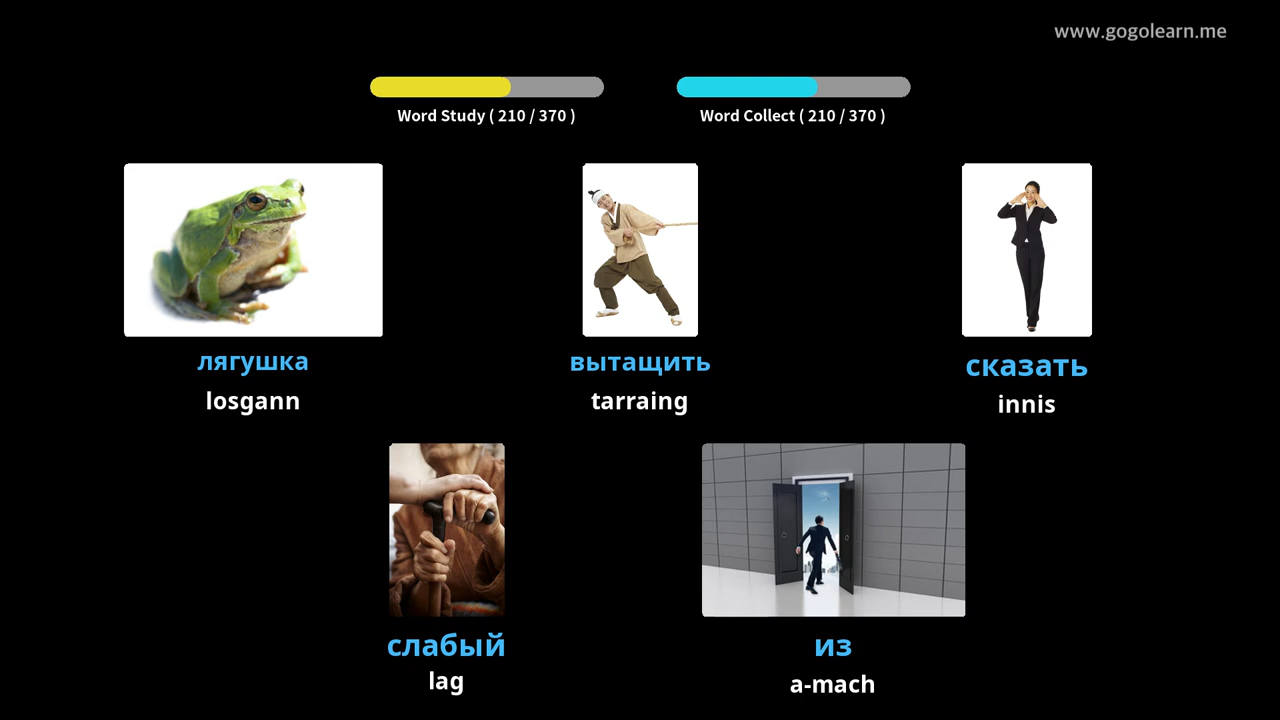 www.gogolearn.me
Word Study ( 210 / 370 )
Word Collect ( 210 / 370 )
лягушка
losgann
вытащить
tarraing
сказать
innis
слабый
lag
из
a-mach